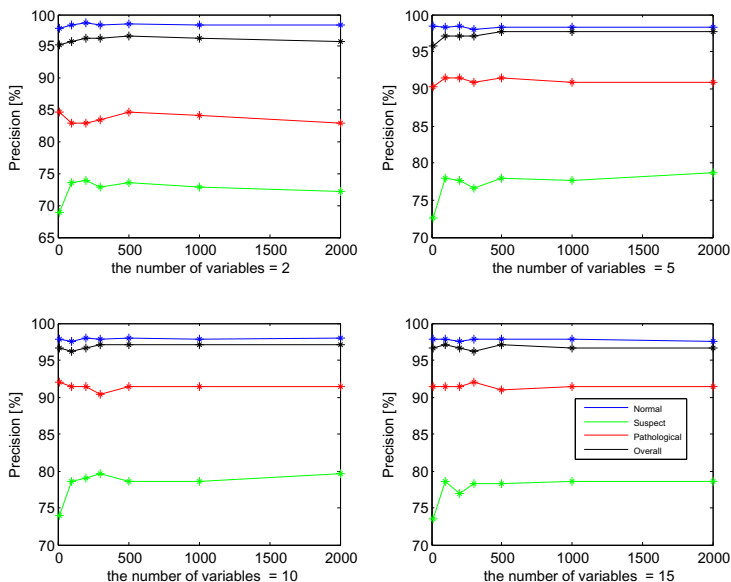 100
95
90
85
80
75
70
65
Precision [%]
0 500 1000 1500 2000
the number of variables = 2
100
95
90
85
80
75
70
Precision [%]
0 500 1000 1500 2000
the number of variables = 5
100
95
90
85
80
75
70
Precision [%]
0 500 1000 1500 2000
the number of variables = 10
100
95
90
85
80
75
70
Precision [%]
0 500 1000 1500 2000
the number of variables = 15
Normal
Suspect
Pathological
Overall